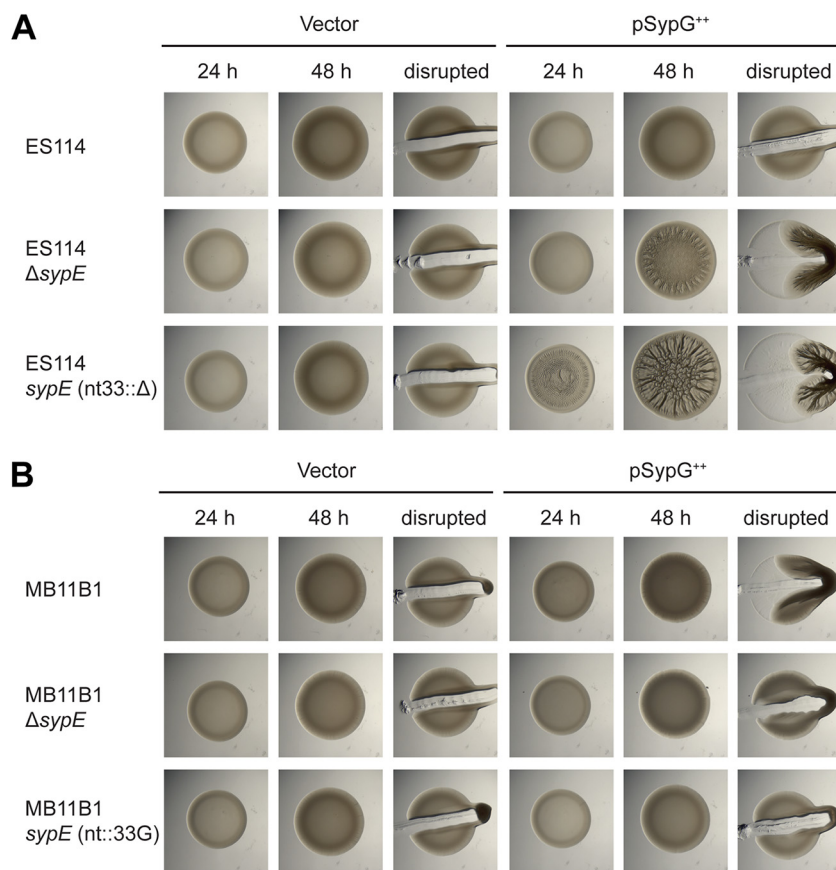 A
Vector pSypG⁺⁺
24 h 48 h disrupted 24 h 48 h disrupted
ES114
ES114
ΔsypE
ES114
sypE (nt33::Δ)
B
Vector pSypG⁺⁺
24 h 48 h disrupted 24 h 48 h disrupted
MB11B1
MB11B1
ΔsypE
MB11B1
sypE (nt::33G)